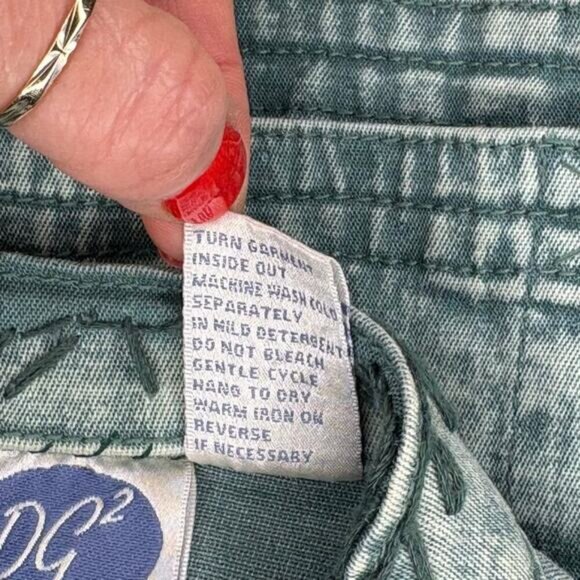 TURN GARMENT
INSIDE OUT
MACHINE WASH COLD
SEPARATELY
IN MILD DETERGENT
DO NOT BLEACH
GENTLE CYCLE
HANG TO DRY
WARM IRON ON
REVERSE
IF NECESSARY
DG²